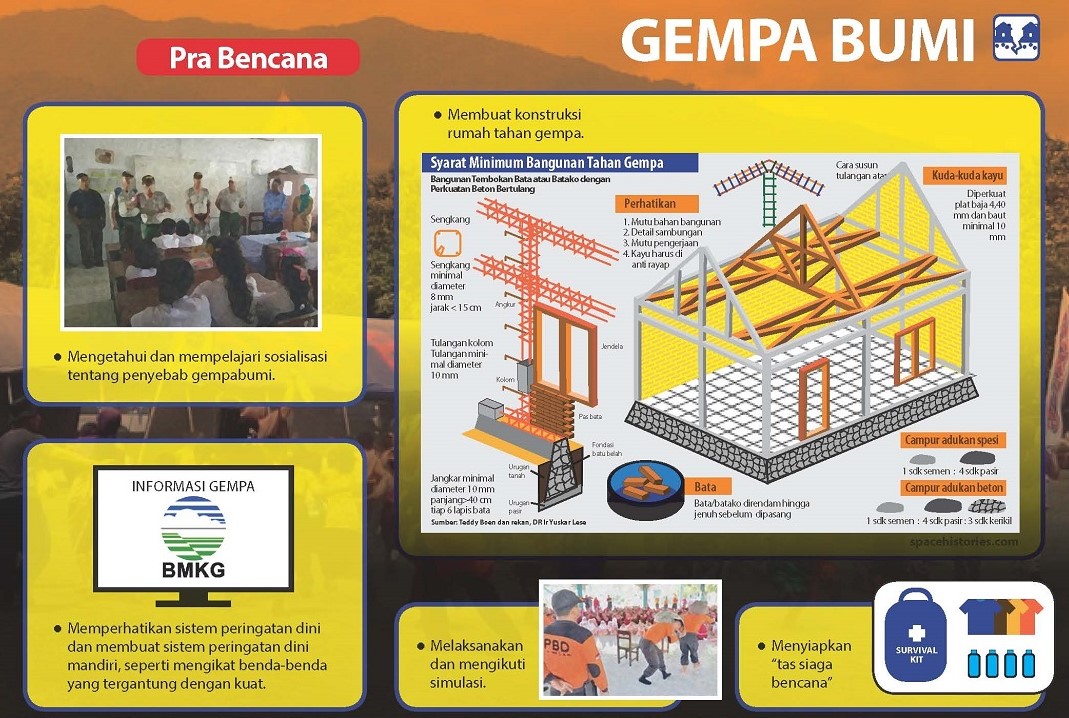 GEMPA BUMI
Pra Bencana
● Mengetahui dan mempelajari sosialisasi
tentang penyebab gempabumi.
INFORMASI GEMPA
BMKG
● Memperhatikan sistem peringatan dini
dan membuat sistem peringatan dini
mandiri, seperti mengikat benda-benda
yang tergantung dengan kuat.
● Membuat konstruksi
rumah tahan gempa.
Syarat Minimum Bangunan Tahan Gempa
Bangunan Tembokan Bata atau Batako dengan
Perkuatan Beton Bertulang
Sengkang
Sengkang
minimal
diameter
8 mm
jarak < 15 cm
Tulangan kolom
Tulangan mini-
mal diameter
10 mm
Jangkar minimal
diameter 10 mm
panjang>40 cm
tiap 6 lapis bata
Sumber: Teddy Boen dan rekan, DR Ir Yuskar Lese
Angkur
Kolom
Jendela
Pas bata
Fondasi
batu belah
Urugan
tanah
Urugan
pasir
Perhatikan
1. Mutu bahan bangunan
2. Detail sambungan
3. Mutu pengerjaan
4. Kayu harus di
anti rayap
Cara susun
tulangan atar
Kuda-kuda kayu
Diperkuat
plat baja 4,40
mm dan baut
minimal 10
mm
Bata
Bata/batako direndam hingga
jenuh sebelum dipasang
Campur adukan spesi
1 sdk semen : 4 sdk pasir
Campur adukan beton
1 sdk semen : 4 sdk pasir : 3 sdk kerikil
spacehistories.com
● Melaksanakan
dan mengikuti
simulasi.
PBD
● Menyiapkan
“tas siaga
bencana”
SURVIVAL
KIT